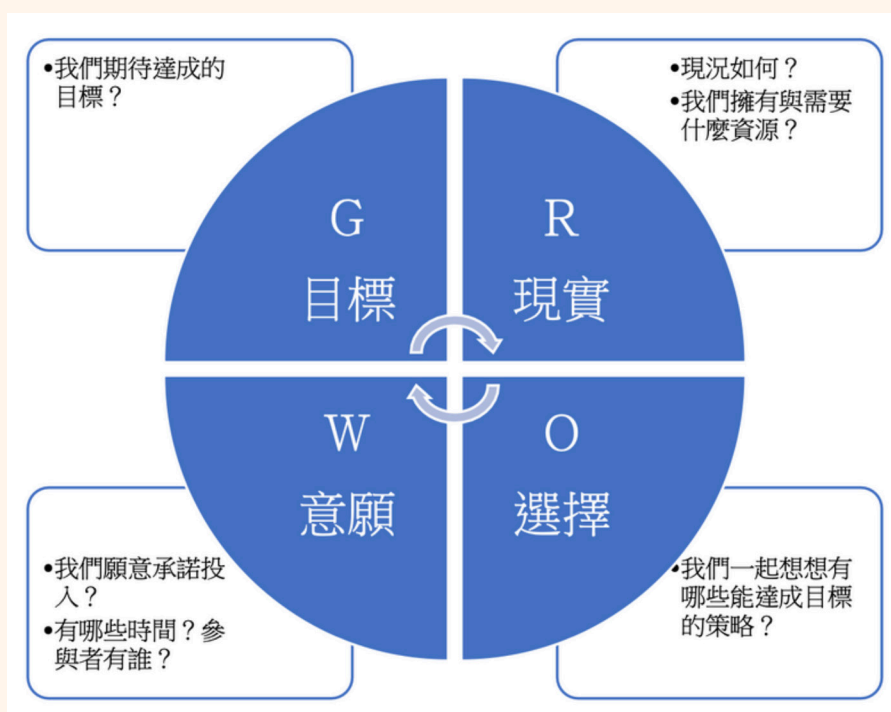 •我們期待達成的
目標？
•現況如何？
•我們擁有與需要
什麼資源？
G
目標
R
現實
W
意願
O
選擇
•我們願意承諾投
入？
•有哪些時間？參
與者有誰？
•我們一起想想有
哪些能達成目標
的策略？